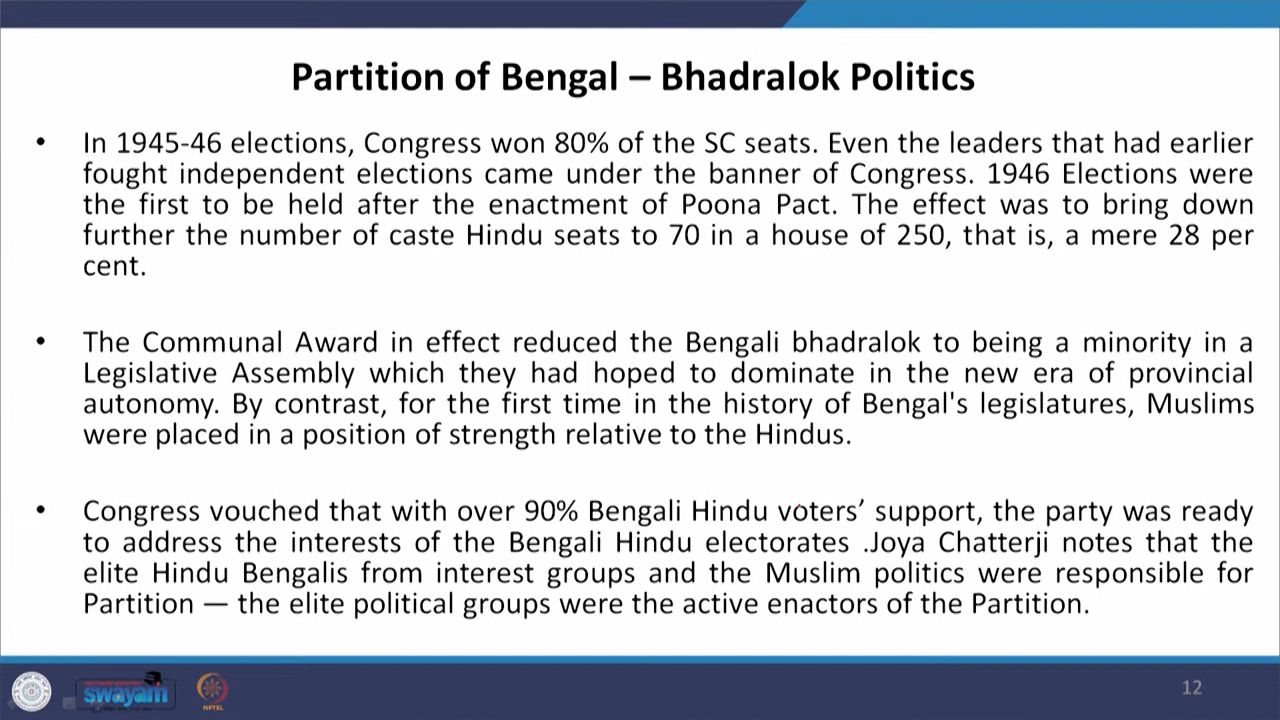 Partition of Bengal – Bhadralok Politics
• In 1945-46 elections, Congress won 80% of the SC seats. Even the leaders that had earlier
fought independent elections came under the banner of Congress. 1946 Elections were
the first to be held after the enactment of Poona Pact. The effect was to bring down
further the number of caste Hindu seats to 70 in a house of 250, that is, a mere 28 per
cent.
• The Communal Award in effect reduced the Bengali bhadralok to being a minority in a
Legislative Assembly which they had hoped to dominate in the new era of provincial
autonomy. By contrast, for the first time in the history of Bengal's legislatures, Muslims
were placed in a position of strength relative to the Hindus.
• Congress vouched that with over 90% Bengali Hindu voters’ support, the party was ready
to address the interests of the Bengali Hindu electorates .Joya Chatterji notes that the
elite Hindu Bengalis from interest groups and the Muslim politics were responsible for
Partition — the elite political groups were the active enactors of the Partition.
swayam
NPTEL
12